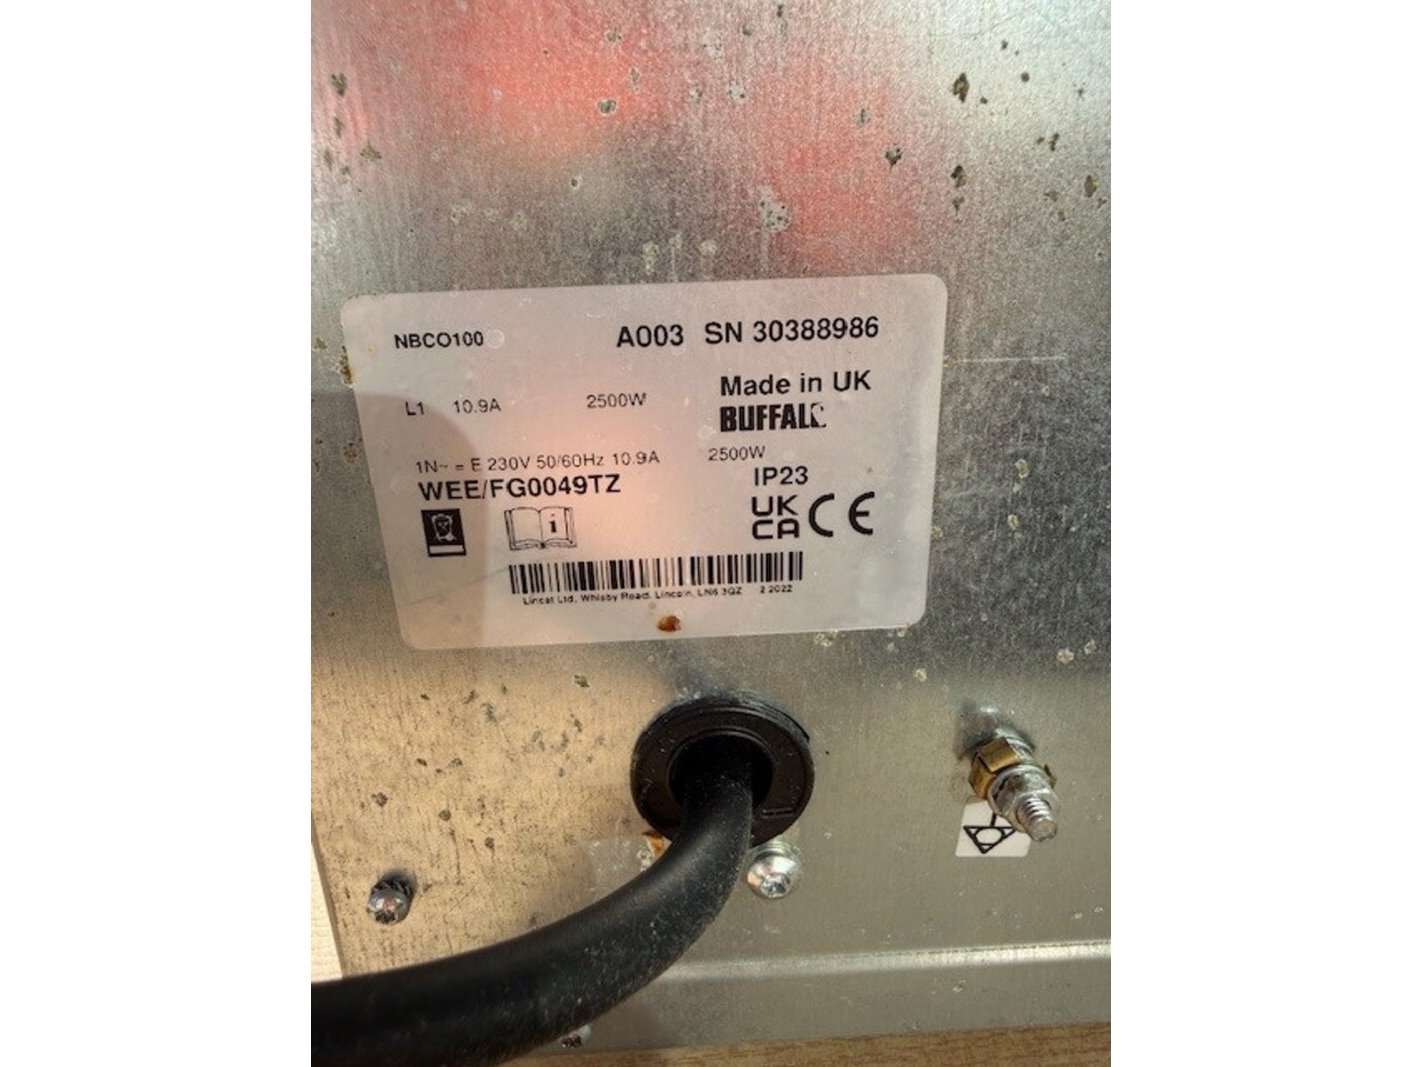 NBCO100 A003 SN 30388986
L1 10.9A 2500W Made in UK
BUFFALO
1N~ = E 230V 50/60Hz 10.9A 2500W
WEE/FG0049TZ IP23
i UK
CA CE
Lincat Ltd, Whisby Road, Lincoln, LN6 3QZ 2 2022